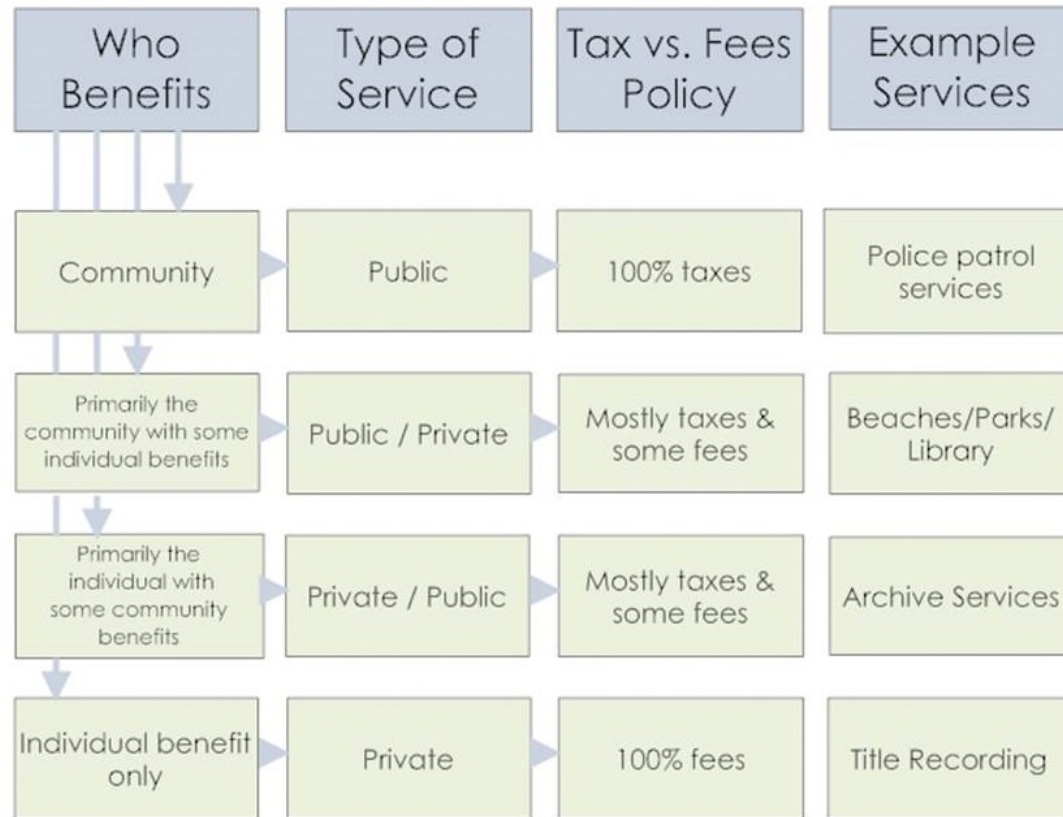 Who
Benefits
Type of
Service
Tax vs. Fees
Policy
Example
Services
Community
Public
100% taxes
Police patrol
services
Primarily the
community with some
individual benefits
Public / Private
Mostly taxes &
some fees
Beaches/Parks/
Library
Primarily the
individual with
some community
benefits
Private / Public
Mostly taxes &
some fees
Archive Services
Individual benefit
only
Private
100% fees
Title Recording